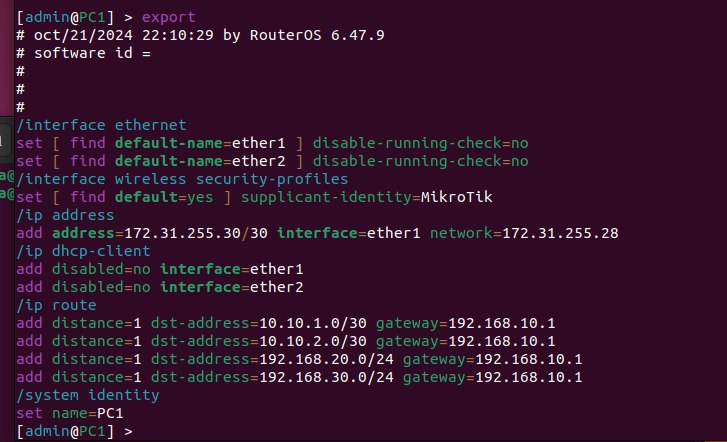 [admin@PC1] > export
# oct/21/2024 22:10:29 by RouterOS 6.47.9
# software id =
#
#
#
/interface ethernet
set [ find default-name=ether1 ] disable-running-check=no
set [ find default-name=ether2 ] disable-running-check=no
/interface wireless security-profiles
set [ find default=yes ] supplicant-identity=MikroTik
/ip address
add address=172.31.255.30/30 interface=ether1 network=172.31.255.28
/ip dhcp-client
add disabled=no interface=ether1
add disabled=no interface=ether2
/ip route
add distance=1 dst-address=10.10.1.0/30 gateway=192.168.10.1
add distance=1 dst-address=10.10.2.0/30 gateway=192.168.10.1
add distance=1 dst-address=192.168.20.0/24 gateway=192.168.10.1
add distance=1 dst-address=192.168.30.0/24 gateway=192.168.10.1
/system identity
set name=PC1
[admin@PC1] >